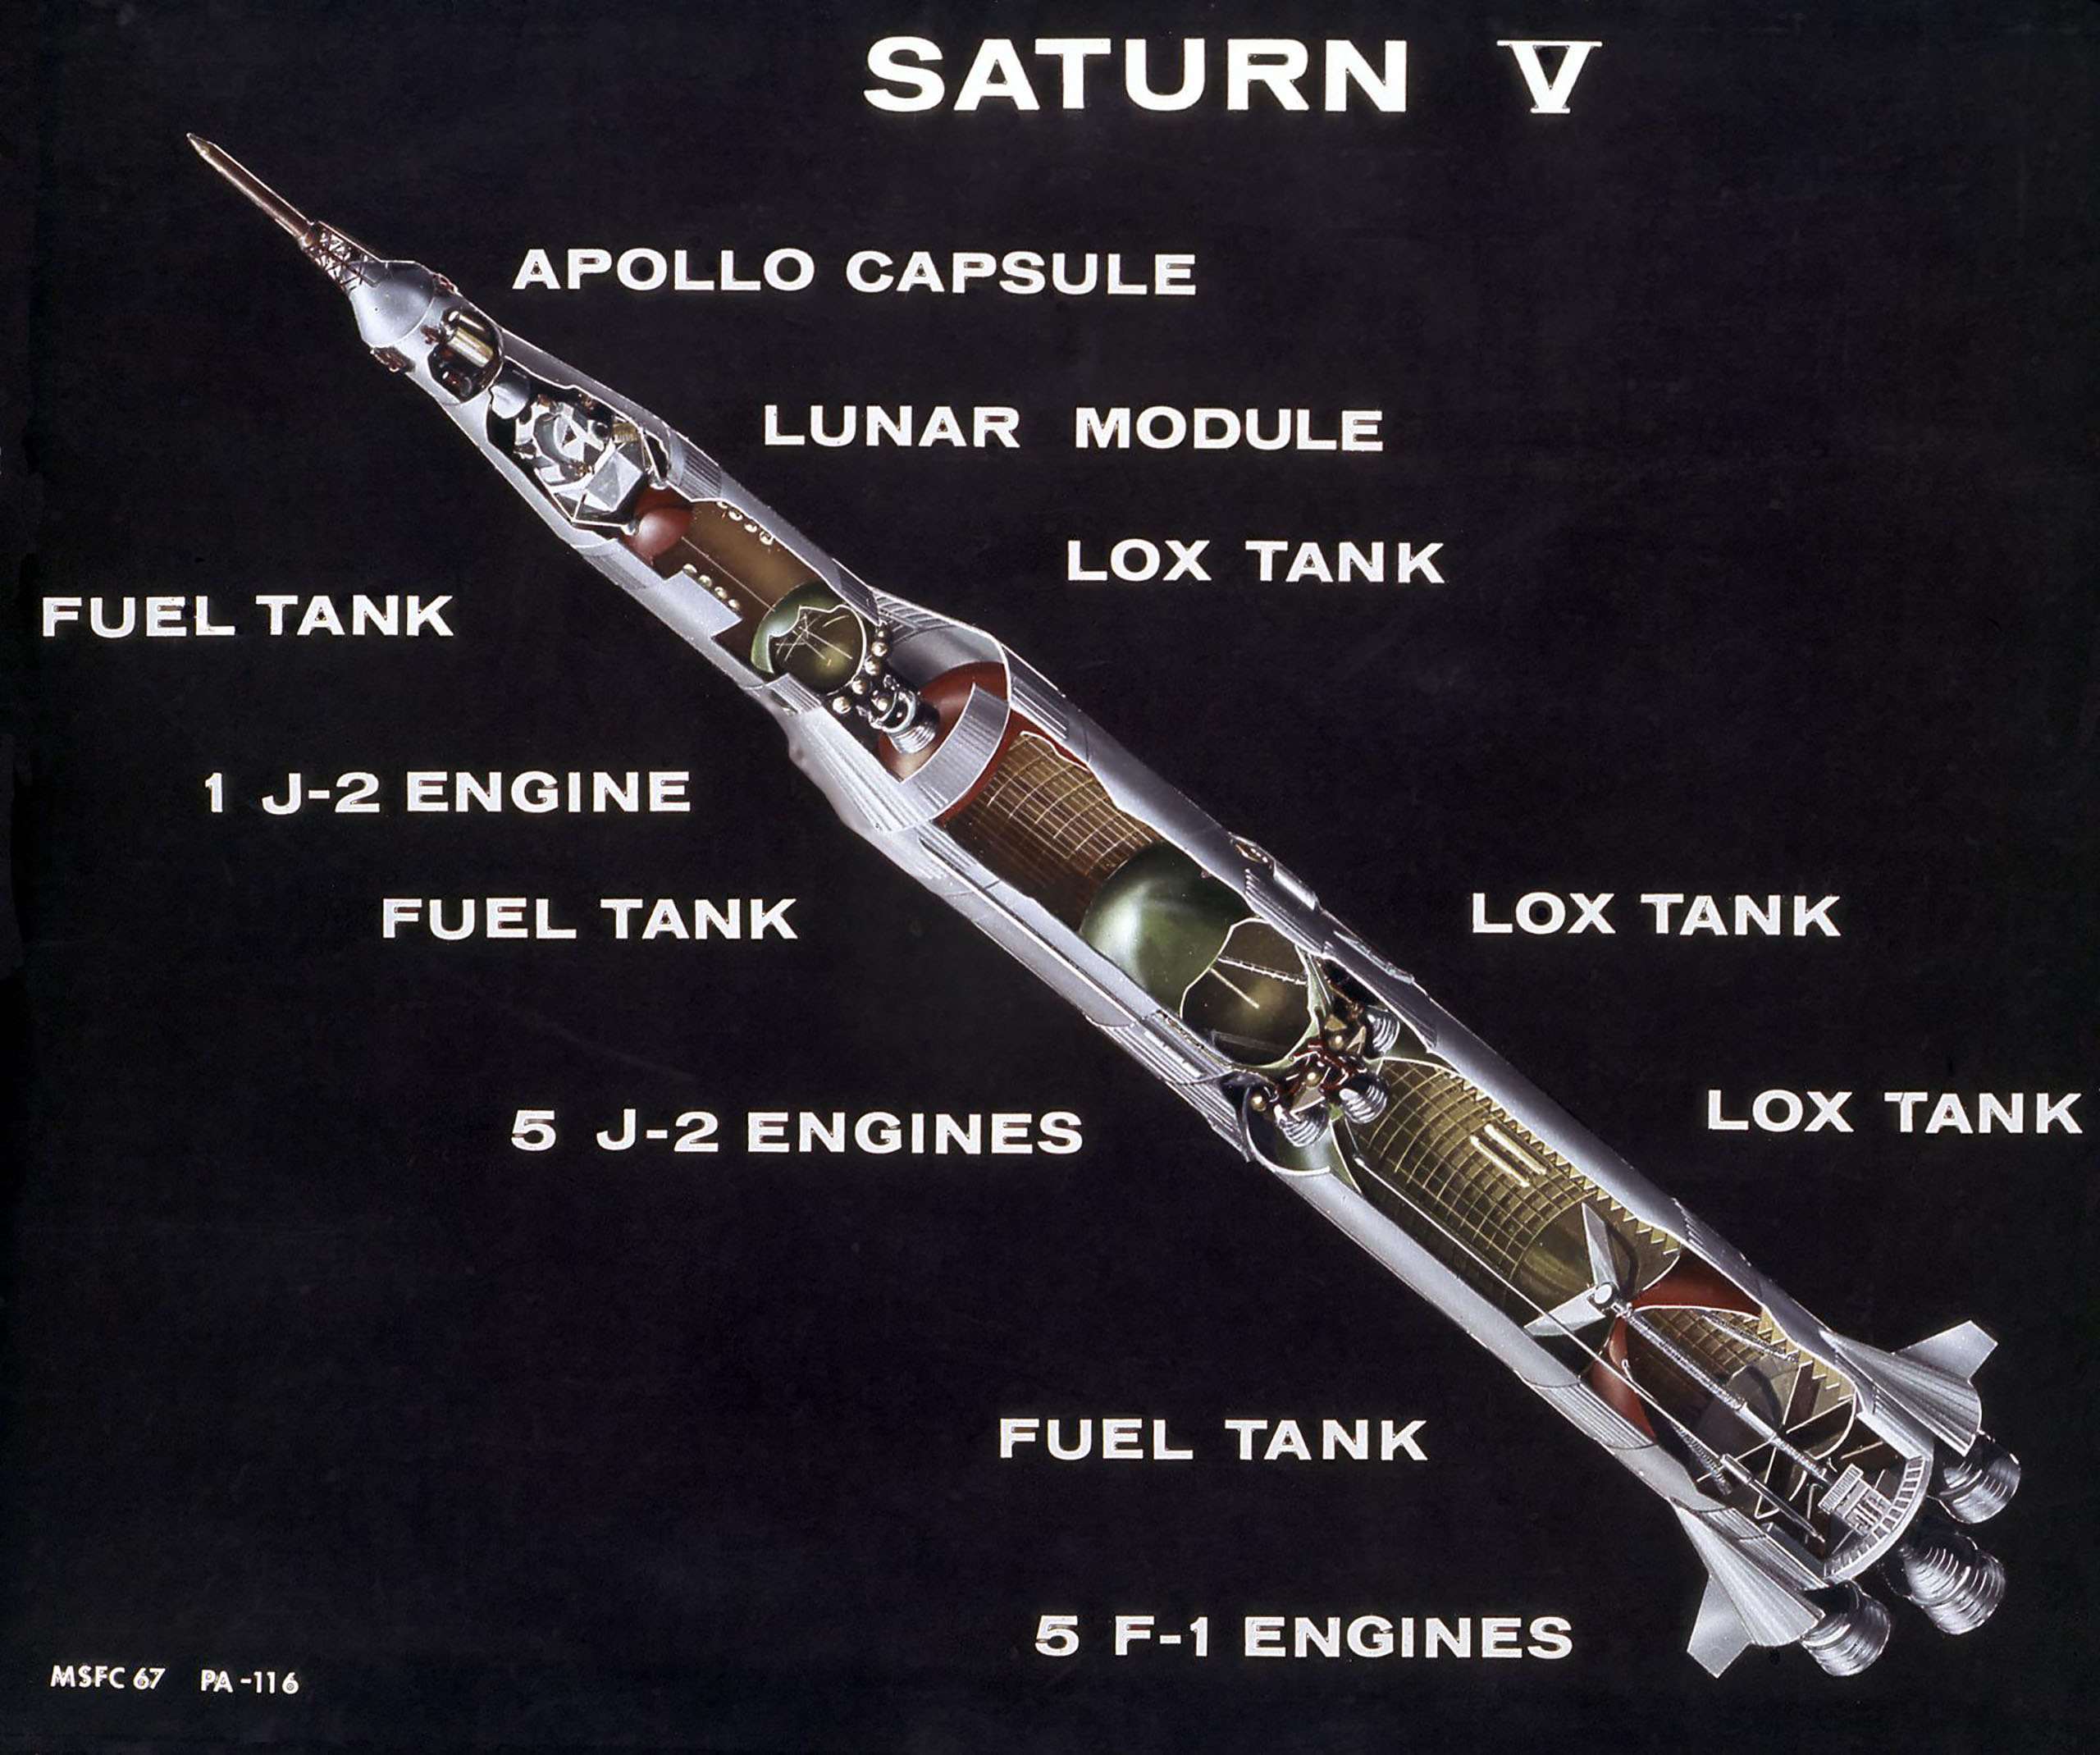 SATURN V
APOLLO CAPSULE
LUNAR MODULE
LOX TANK
FUEL TANK
1 J-2 ENGINE
FUEL TANK
LOX TANK
5 J-2 ENGINES
LOX TANK
FUEL TANK
5 F-1 ENGINES
MSFC 67 PA-116